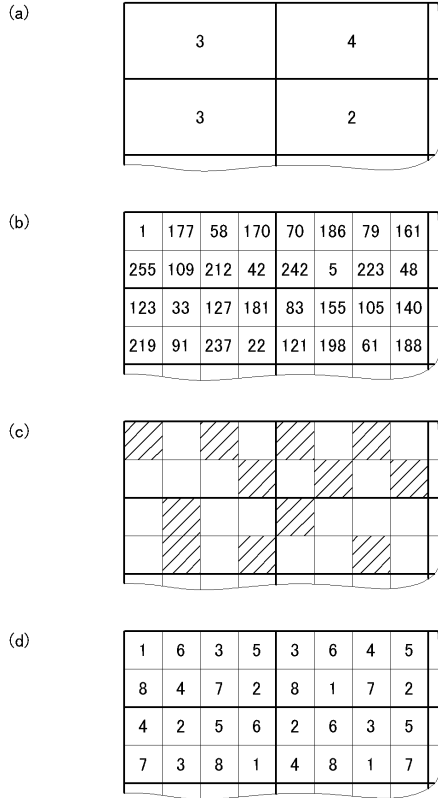 (a)
3 4
3 2
(b)
1 177 58 170 70 186 79 161
255 109 212 42 242 5 223 48
123 33 127 181 83 155 105 140
219 91 237 22 121 198 61 188
(c)
(d)
1 6 3 5 3 6 4 5
8 4 7 2 8 1 7 2
4 2 5 6 2 6 3 5
7 3 8 1 4 8 1 7